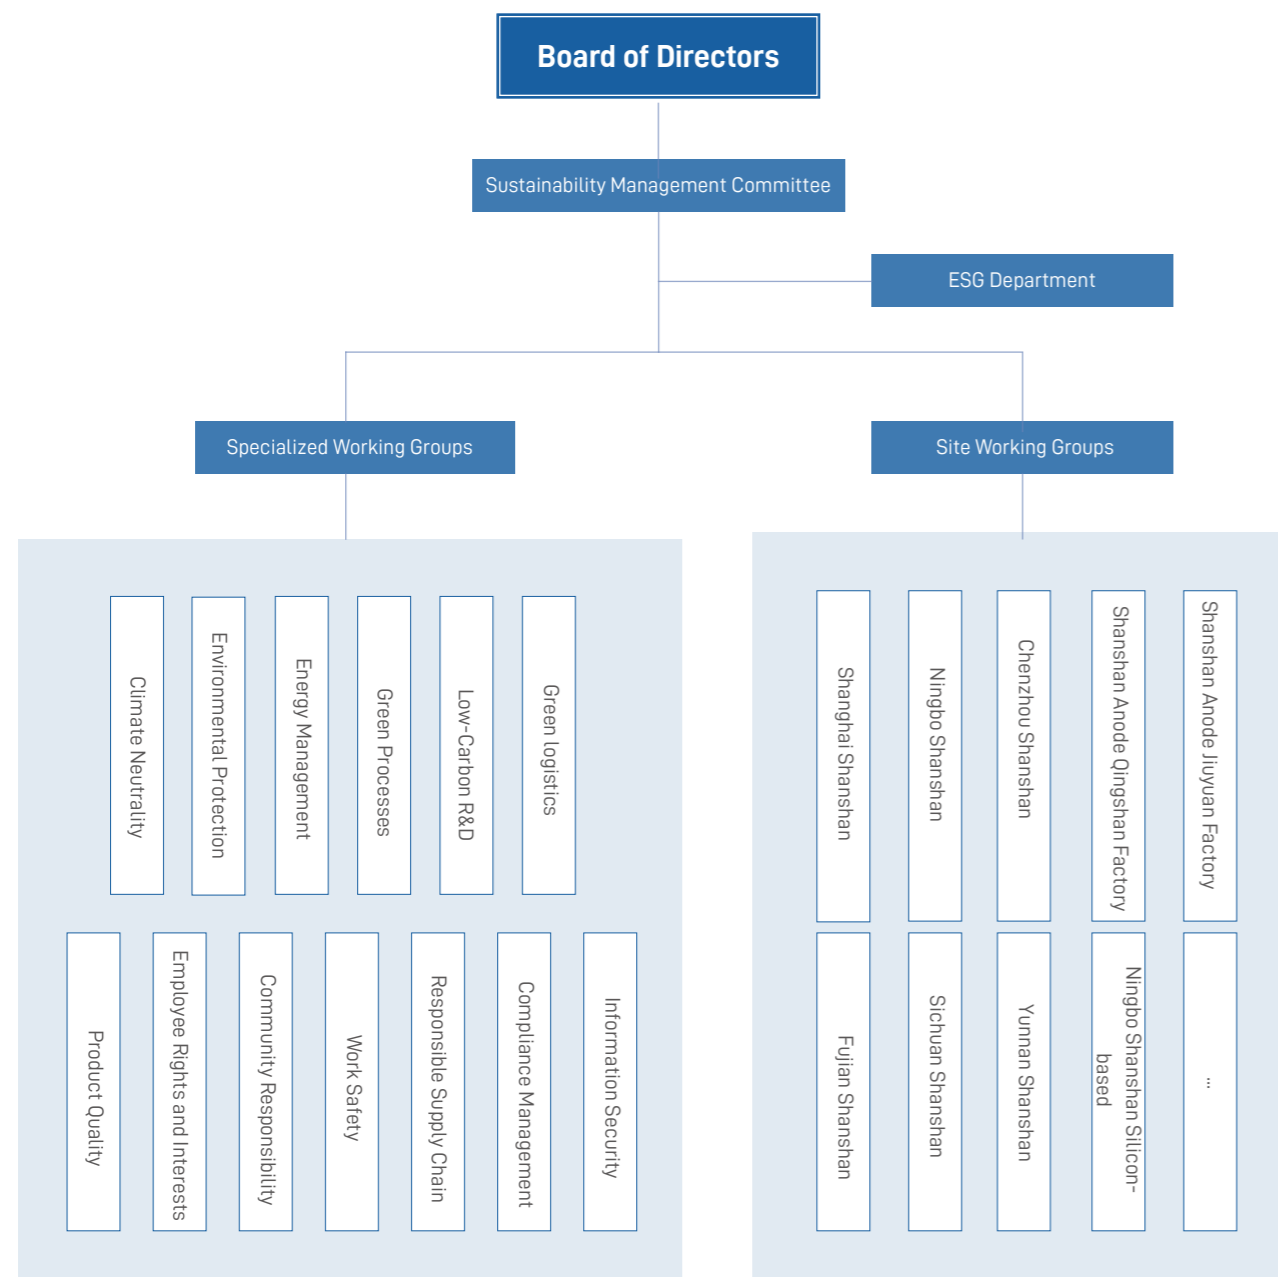 Board of Directors
Sustainability Management Committee
ESG Department
Specialized Working Groups
Site Working Groups
Climate Neutrality
Environmental Protection
Energy Management
Green Processes
Low-Carbon R&D
Green logistics
Product Quality
Employee Rights and Interests
Community Responsibility
Work Safety
Responsible Supply Chain
Compliance Management
Information Security
Shanghai Shanshan
Ningbo Shanshan
Chenzhou Shanshan
Shanshan Anode Qingshan Factory
Shanshan Anode Jiuyuan Factory
Fujian Shanshan
Sichuan Shanshan
Yunnan Shanshan
Ningbo Shanshan Silicon-
based
...